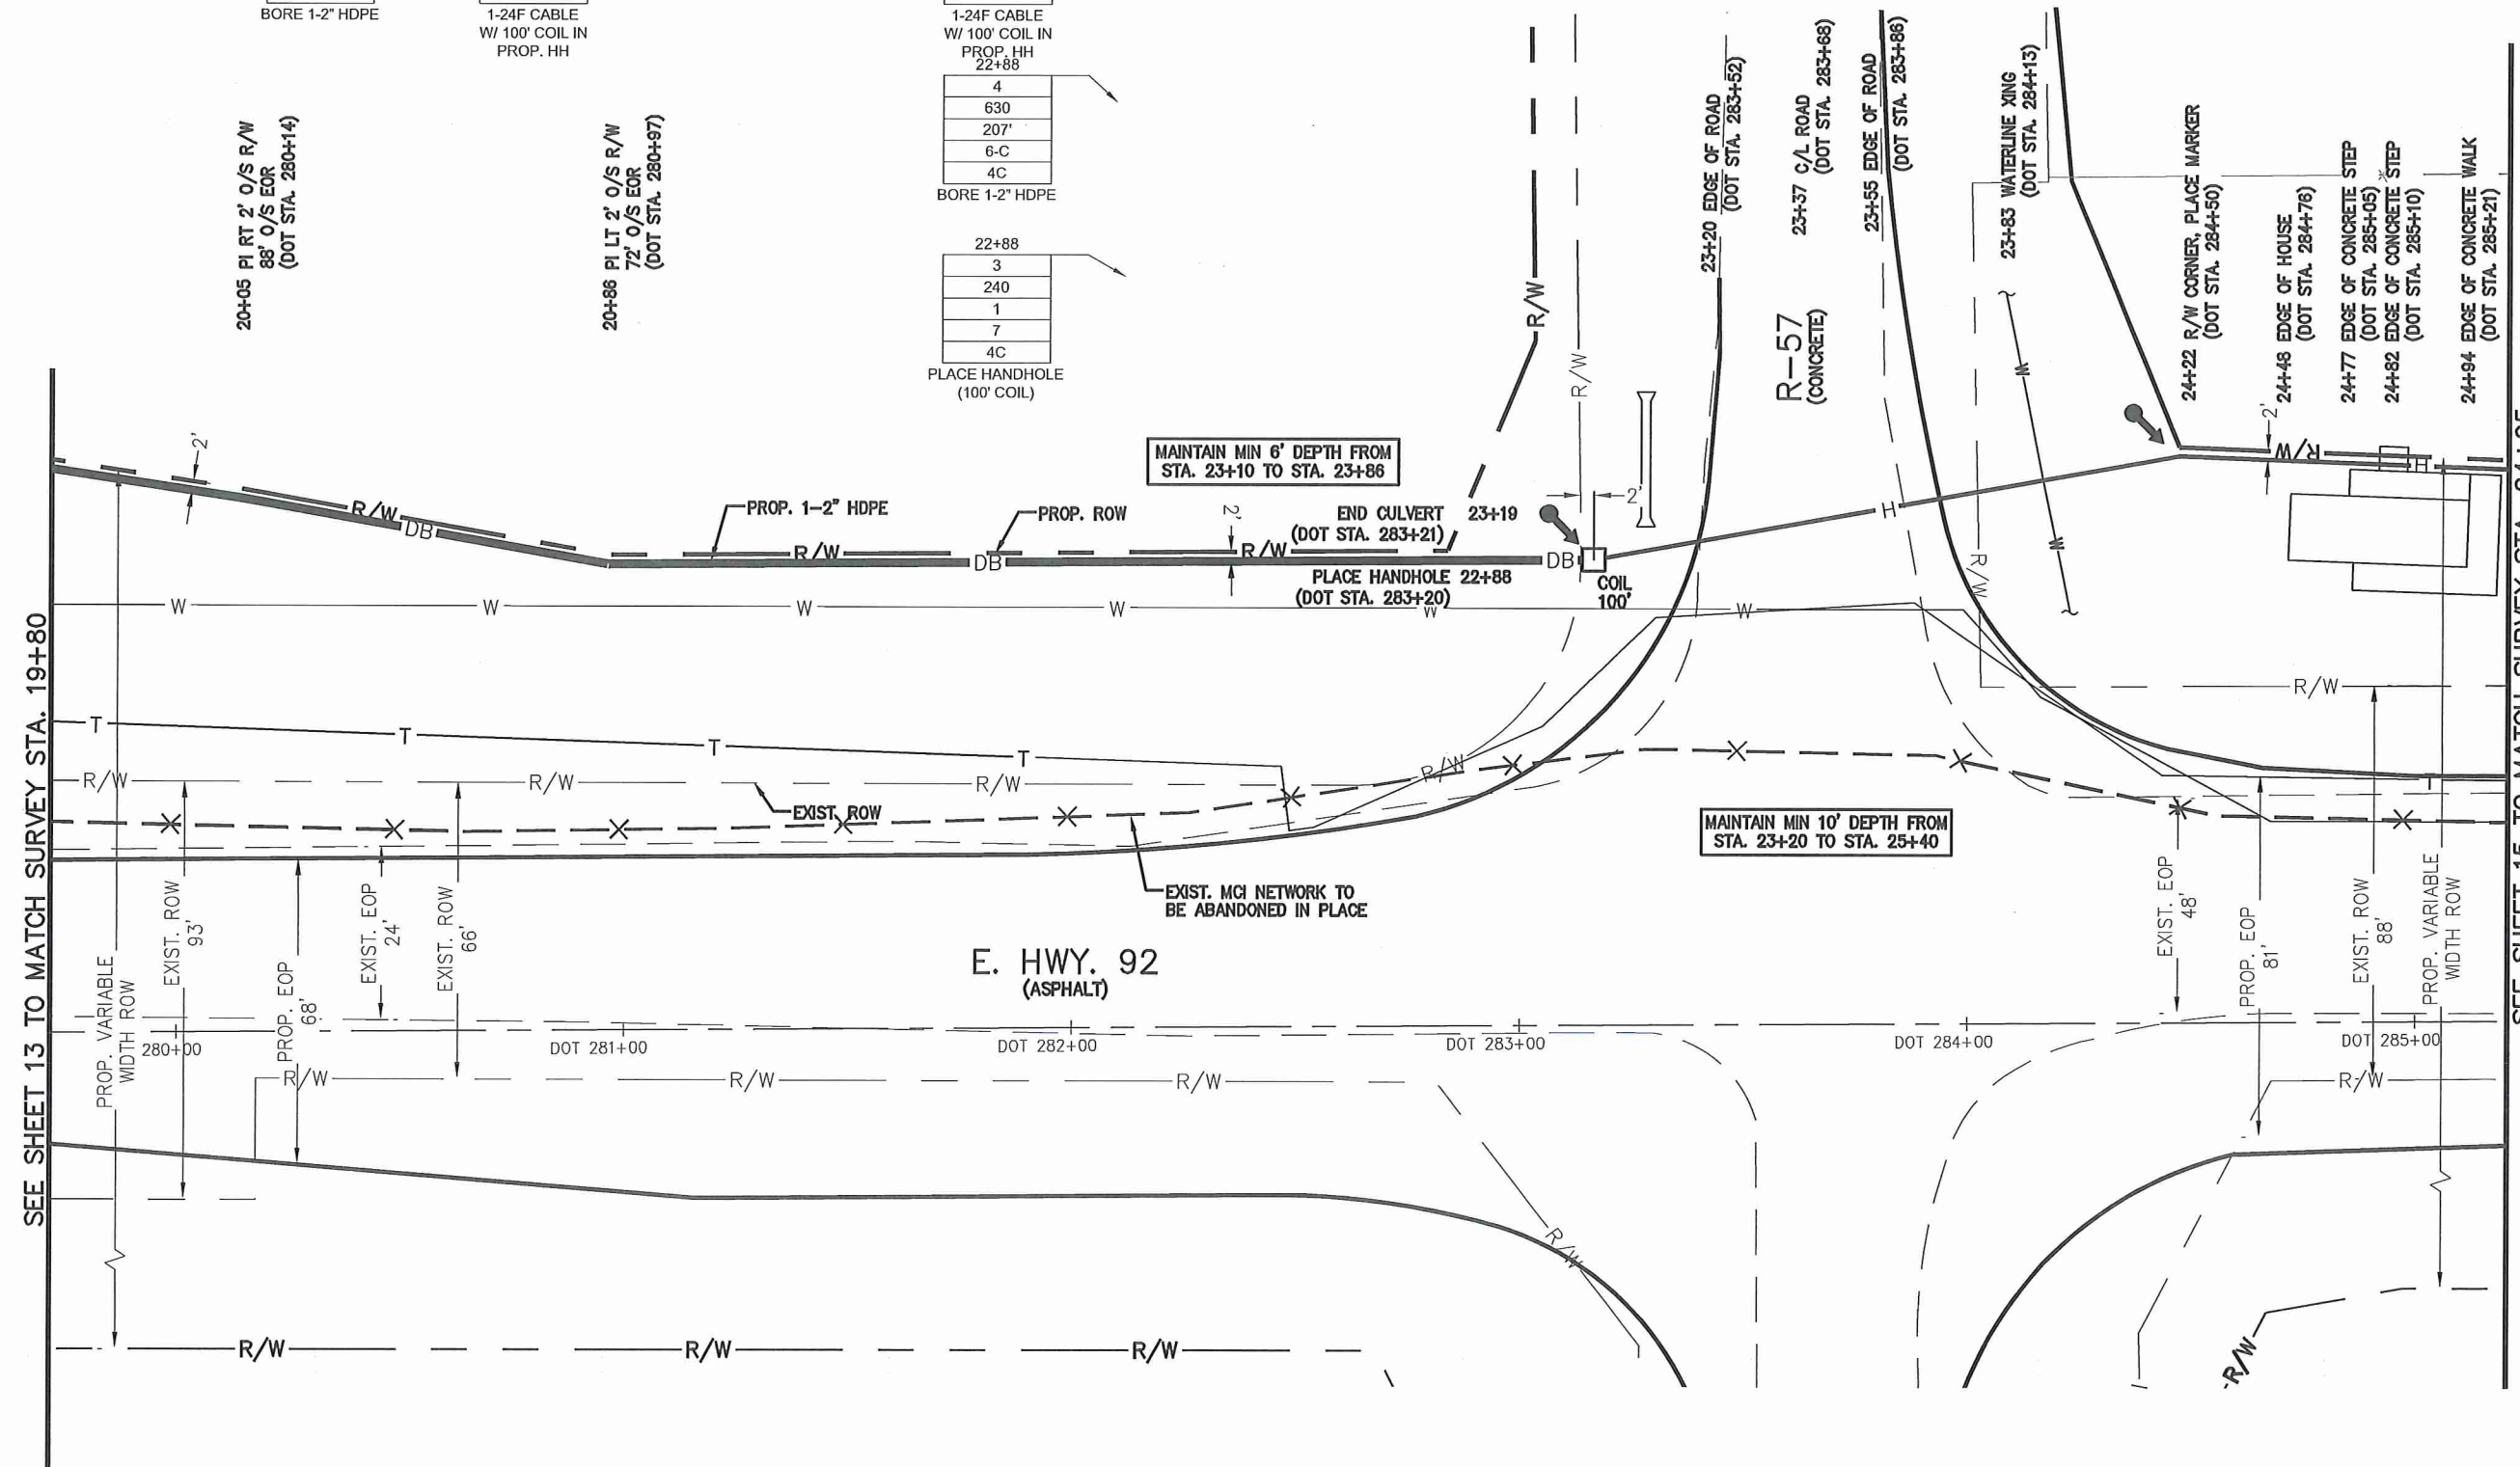 BORE 1-2" HDPE
1-24F CABLE
W/ 100' COIL IN
PROP. HH
1-24F CABLE
W/ 100' COIL IN
PROP. HH
22+88
4
630
207'
6-C
4C
BORE 1-2" HDPE
22+88
3
240
1
7
4C
PLACE HANDHOLE
(100' COIL)
20+05 PI RT 2' O/S R/W
88' O/S EOR
(DOT STA. 280+14)
20+86 PI LT 2' O/S R/W
72' O/S EOR
(DOT STA. 280+97)
23+20 EDGE OF ROAD
(DOT STA. 283+52)
23+37 C/L ROAD
(DOT STA. 283+68)
23+55 EDGE OF ROAD
(DOT STA. 283+86)
23+83 WATERLINE XING
(DOT STA. 284+13)
24+22 R/W CORNER, PLACE MARKER
(DOT STA. 284+50)
24+48 EDGE OF HOUSE
(DOT STA. 284+76)
24+77 EDGE OF CONCRETE STEP
(DOT STA. 285+05)
24+82 EDGE OF CONCRETE STEP
(DOT STA. 285+10)
24+94 EDGE OF CONCRETE WALK
(DOT STA. 285+21)
R/W
R/W
R-57
(CONCRETE)
W
W
MAINTAIN MIN 6' DEPTH FROM
STA. 23+10 TO STA. 23+86
2'
R/W
DB
PROP. 1-2" HDPE
R/W
DB
PROP. ROW
2'
R/W
END CULVERT 23+19
(DOT STA. 283+21)
2'
DB
PLACE HANDHOLE 22+88
(DOT STA. 283+20)
COIL
100'
H
2'
R/W
H
R/W
W
W
W
W
W
W
SEE SHEET 13 TO MATCH SURVEY STA. 19+80
T
T
T
T
T
R/W
R/W
R/W
R/W
R/W
EXIST. ROW
MAINTAIN MIN 10' DEPTH FROM
STA. 23+20 TO STA. 25+40
EXIST. MCI NETWORK TO
BE ABANDONED IN PLACE
E. HWY. 92
(ASPHALT)
PROP. VARIABLE
WIDTH ROW
EXIST. ROW
93'
PROP. EOP
68'
EXIST. EOP
24'
EXIST. ROW
66'
EXIST. EOP
48'
PROP. EOP
81'
EXIST. ROW
88'
PROP. VARIABLE
WIDTH ROW
280+00
DOT 281+00
DOT 282+00
DOT 283+00
DOT 284+00
DOT 285+00
R/W
R/W
R/W
R/W
R/W
R/W
R/W
R/W
R/W